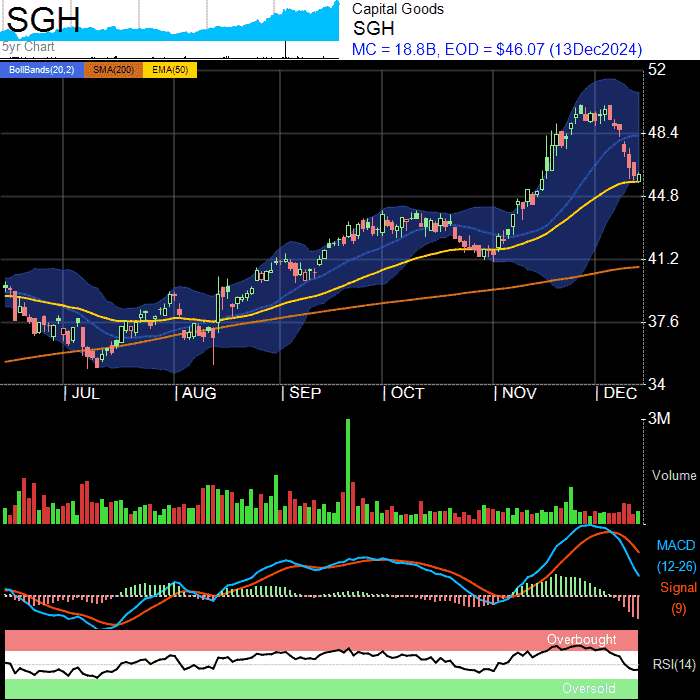 SGH
5yr Chart
Capital Goods
SGH
MC = 18.8B, EOD = $46.07 (13Dec2024)
BollBands(20,2) SMA(200) EMA(50)
52
48.4
44.8
41.2
37.6
34
JUL AUG SEP OCT NOV DEC
3M
Volume
MACD
(12-26)
Signal
(9)
Overbought
RSI(14)
Oversold